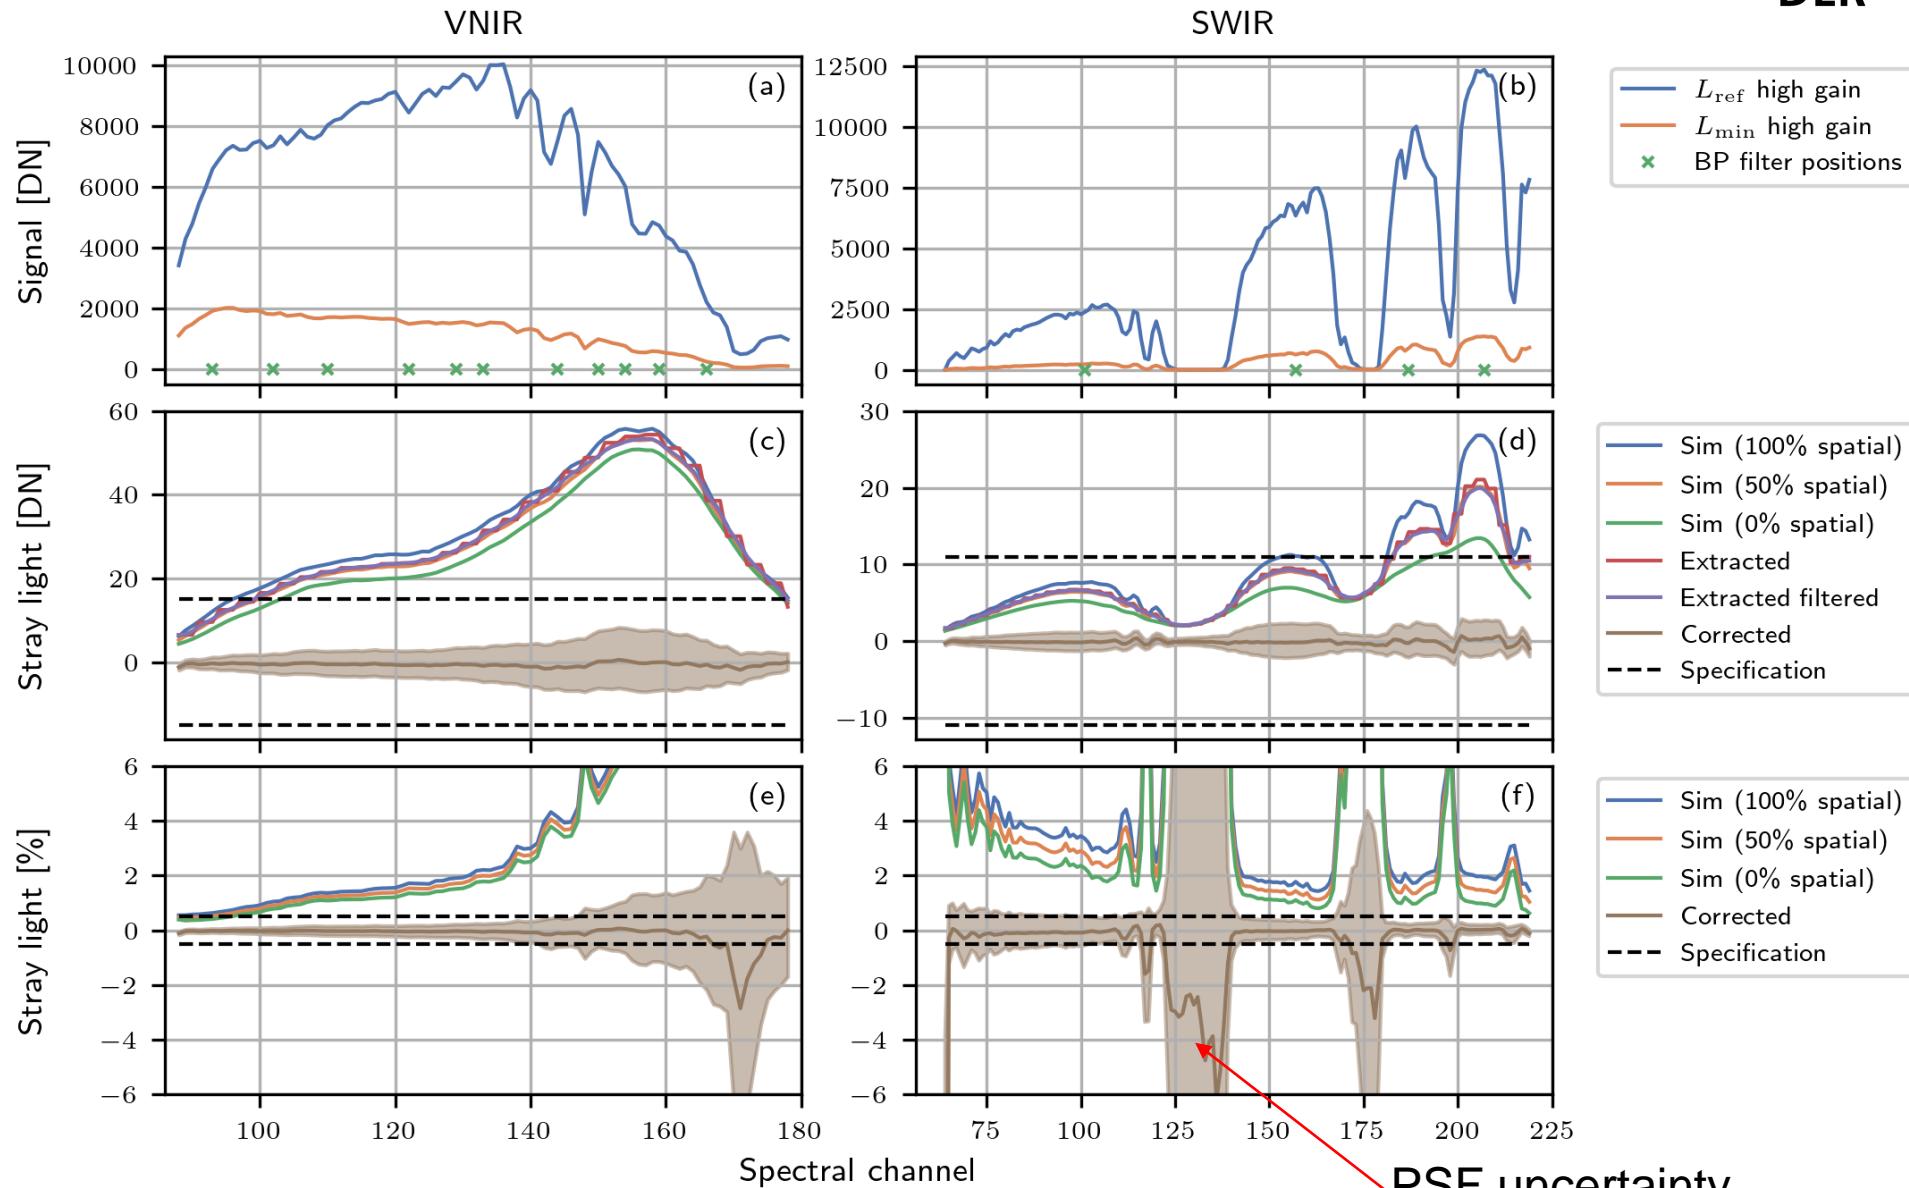 DLR
VNIR
SWIR
Signal [DN]
10000
8000
6000
4000
2000
0
(a)
12500
10000
7500
5000
2500
0
(b)
Lref high gain
Lmin high gain
BP filter positions
Stray light [DN]
60
40
20
0
(c)
30
20
10
0
−10
(d)
Sim (100% spatial)
Sim (50% spatial)
Sim (0% spatial)
Extracted
Extracted filtered
Corrected
Specification
Stray light [%]
6
4
2
0
−2
−4
−6
(e)
6
4
2
0
−2
−4
−6
(f)
Sim (100% spatial)
Sim (50% spatial)
Sim (0% spatial)
Corrected
Specification
100 120 140 160 180
75 100 125 150 175 200 225
Spectral channel
PSF uncertainty